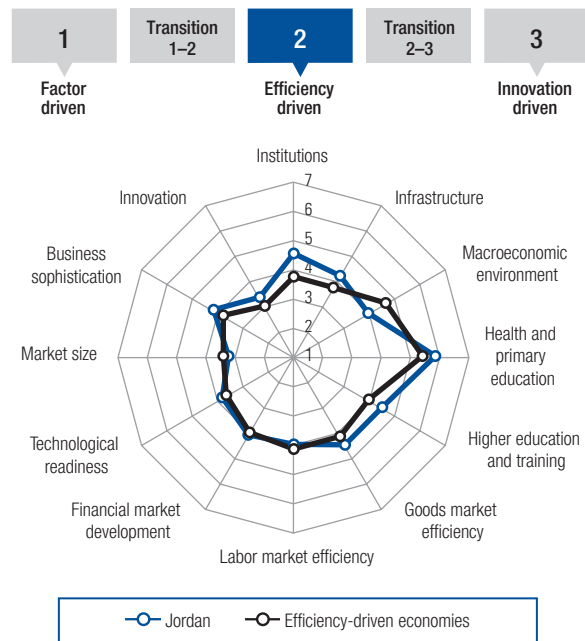 1
Transition
1–2
2
Transition
2–3
3
Factor
driven
Efficiency
driven
Innovation
driven
Institutions
Infrastructure
Macroeconomic
environment
Health and
primary
education
Higher education
and training
Goods market
efficiency
Labor market efficiency
Financial market
development
Technological
readiness
Market size
Business
sophistication
Innovation
7
6
5
4
3
2
1
Jordan
Efficiency-driven economies